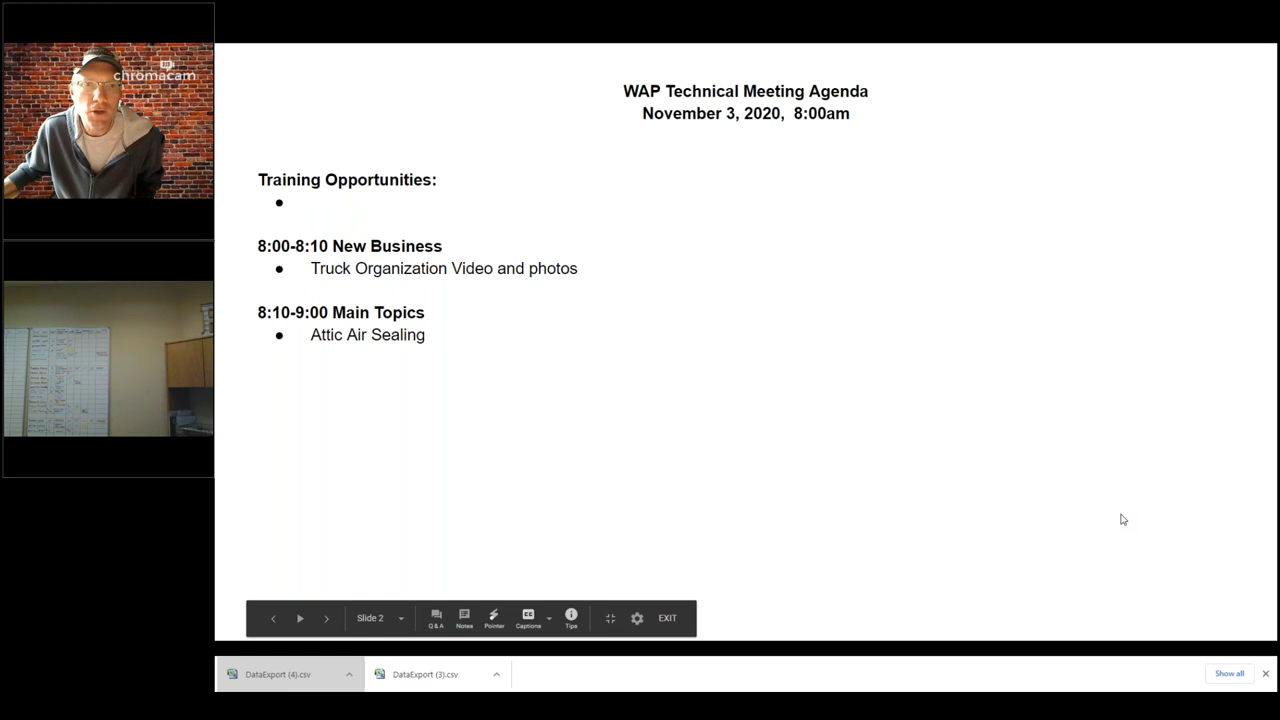 chromacam
WAP Technical Meeting Agenda
November 3, 2020, 8:00am
Training Opportunities:
8:00-8:10 New Business
Truck Organization Video and photos
8:10-9:00 Main Topics
Attic Air Sealing
Slide 2
Q&A
Notes
Pointer
Captions
Tips
EXIT
DataExport (4).csv
DataExport (3).csv
Show all